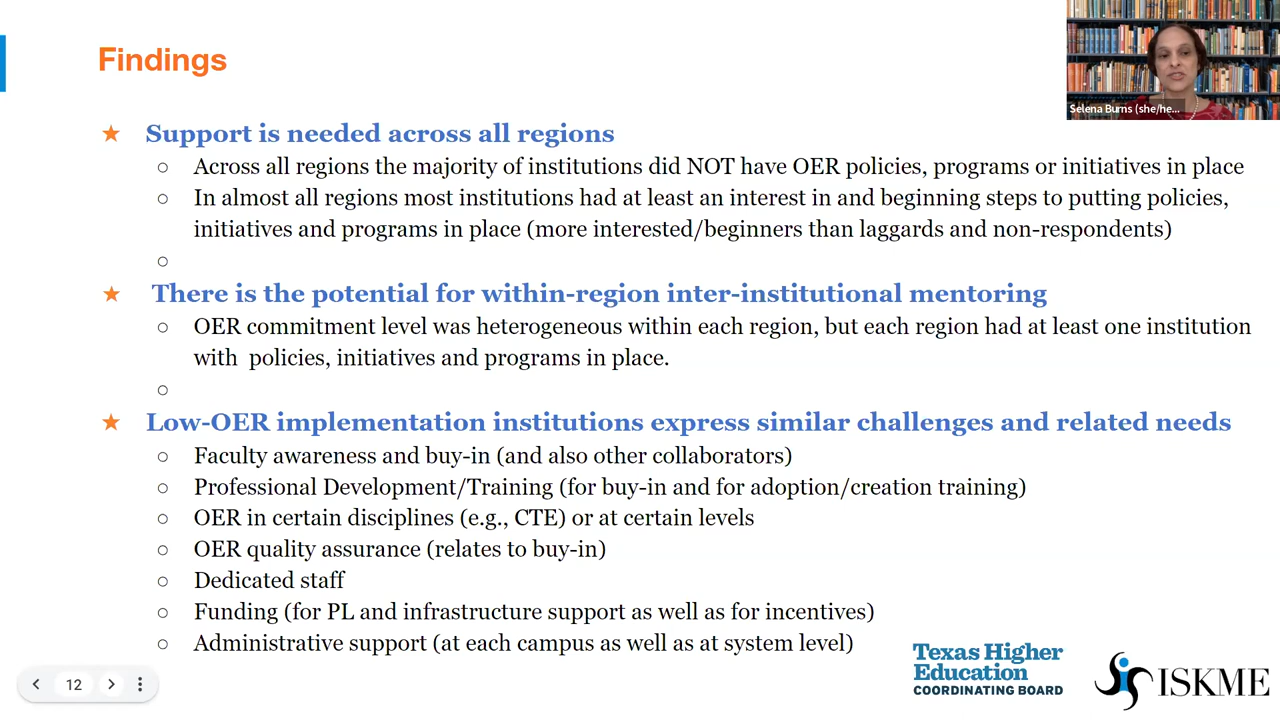 Findings
Selena Burns (she/he...
★ Support is needed across all regions
○ Across all regions the majority of institutions did NOT have OER policies, programs or initiatives in place
○ In almost all regions most institutions had at least an interest in and beginning steps to putting policies,
initiatives and programs in place (more interested/beginners than laggards and non-respondents)
○
★ There is the potential for within-region inter-institutional mentoring
○ OER commitment level was heterogeneous within each region, but each region had at least one institution
with policies, initiatives and programs in place.
○
★ Low-OER implementation institutions express similar challenges and related needs
○ Faculty awareness and buy-in (and also other collaborators)
○ Professional Development/Training (for buy-in and for adoption/creation training)
○ OER in certain disciplines (e.g., CTE) or at certain levels
○ OER quality assurance (relates to buy-in)
○ Dedicated staff
○ Funding (for PL and infrastructure support as well as for incentives)
○ Administrative support (at each campus as well as at system level)
Texas Higher
Education
COORDINATING BOARD
ISKME
12